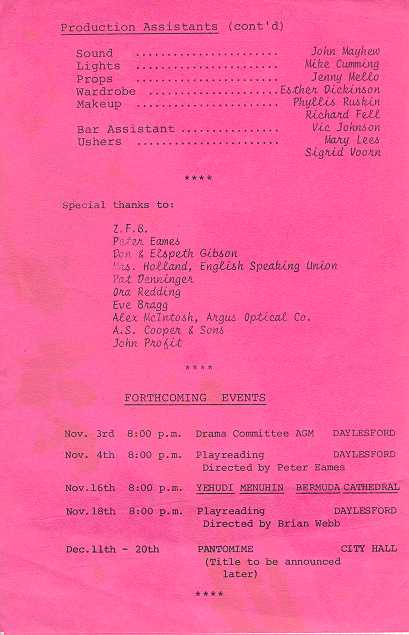 Production Assistants (cont'd)
Sound ...................... John Mayhew
Lights ...................... Mike Cumming
Props ...................... Jenny Mello
Wardrobe .................... Esther Dickinson
Makeup ...................... Phyllis Ruskin
Richard Fell
Bar Assistant ............... Vic Johnson
Ushers ...................... Mary Lees
Sigrid Voorn
****
Special thanks to:
Z.F.B.
Peter Eames
Don & Elspeth Gibson
Mrs. Holland, English Speaking Union
Pat Denninger
Ora Redding
Eve Bragg
Alex McIntosh, Argus Optical Co.
A.S. Cooper & Sons
John Profit
****
FORTHCOMING EVENTS
Nov. 3rd 8:00 p.m. Drama Committee AGM DAYLESFORD
Nov. 4th 8:00 p.m. Playreading DAYLESFORD
Directed by Peter Eames
Nov.16th 8:00 p.m. YEHUDI MENUHIN BERMUDA CATHEDRAL
Nov.18th 8:00 p.m. Playreading DAYLESFORD
Directed by Brian Webb
Dec.11th - 20th PANTOMIME CITY HALL
(Title to be announced
later)
****